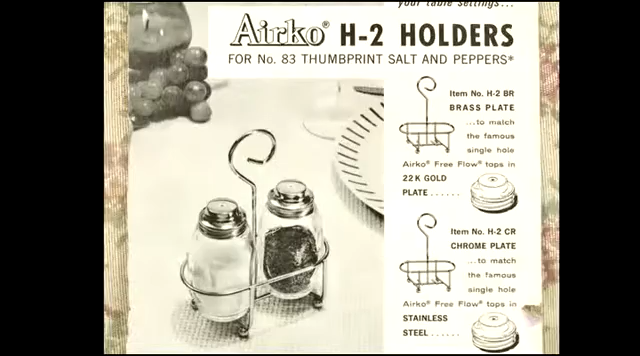 your table settings...
Airko® H-2 HOLDERS
FOR No. 83 THUMBPRINT SALT AND PEPPERS*
Item No. H-2 BR
BRASS PLATE
...to match
the famous
single hole
Airko® Free Flow® tops in
22K GOLD
PLATE......
Item No. H-2 CR
CHROME PLATE
...to match
the famous
single hole
Airko® Free Flow® tops in
STAINLESS
STEEL......